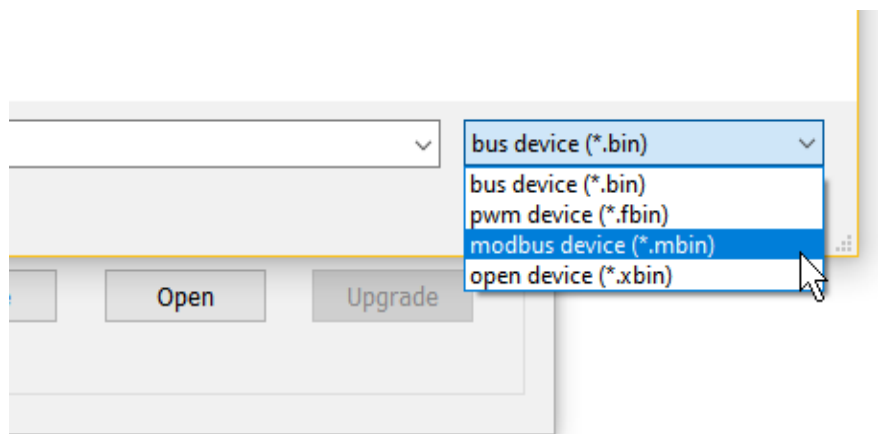 bus device (*.bin)
bus device (*.bin)
pwm device (*.fbin)
modbus device (*.mbin)
open device (*.xbin)
Open
Upgrade